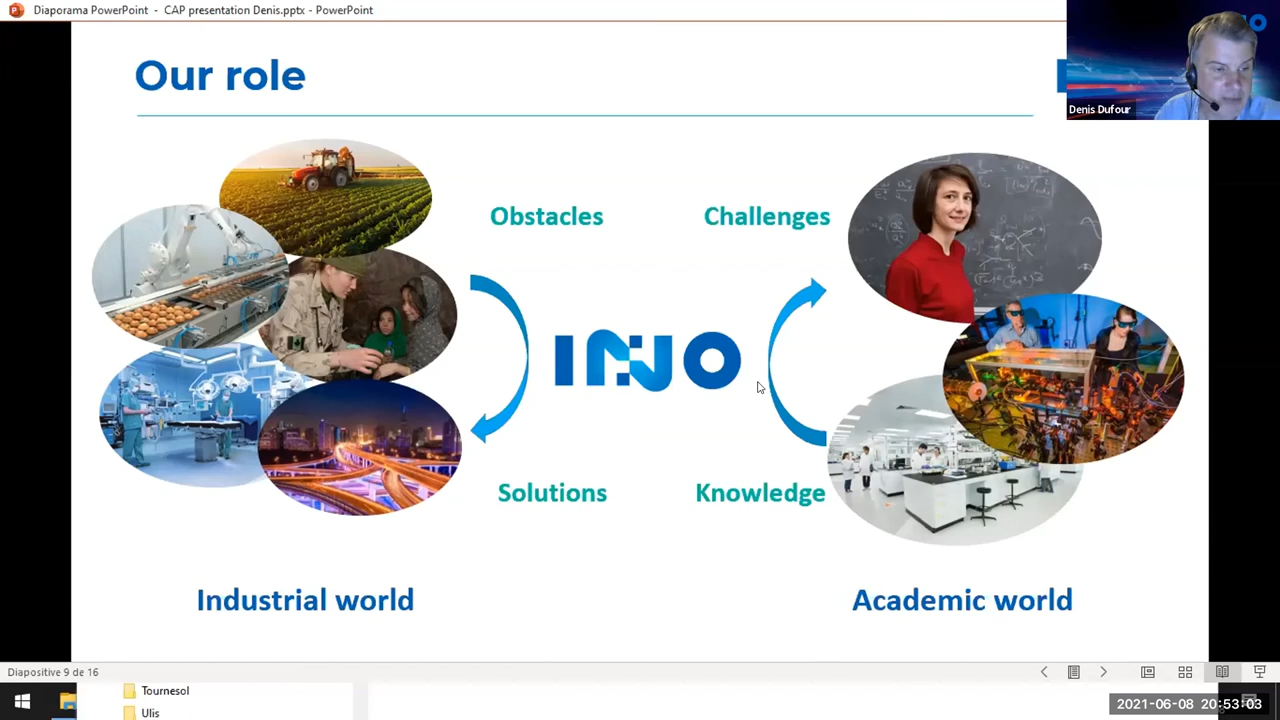 Diaporama PowerPoint - CAP presentation Denis.pptx - PowerPoint
Our role
Denis Dufour
Obstacles
Challenges
INO
Solutions
Knowledge
Industrial world
Academic world
Diapositive 9 de 16
Tournesol
Ulis
2021-06-08 20:53:03